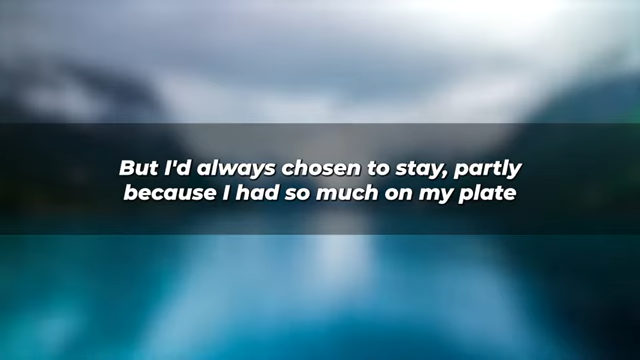 But I'd always chosen to stay, partly
because I had so much on my plate